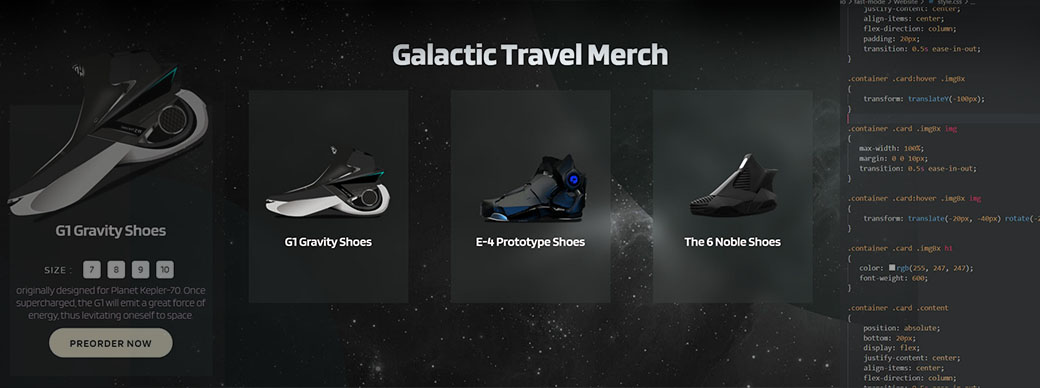 Galactic Travel Merch
G1 Gravity Shoes
SIZE :
7
8
9
10
originally designed for Planet Kepler-70. Once
supercharged, the G1 will emit a great force of
energy, thus levitating oneself to space.
PREORDER NOW
G1 Gravity Shoes
E-4 Prototype Shoes
The 6 Noble Shoes
fast-mode > Website > style.css > ...
justify-content: center;
align-items: center;
flex-direction: column;
padding: 20px;
transition: 0.5s ease-in-out;
}
.container .card:hover .imgBx
{
transform: translateY(-100px);
}
.container .card .imgBx img
{
max-width: 100%;
margin: 0 0 10px;
transition: 0.5s ease-in-out;
}
.container .card:hover .imgBx img
{
transform: translate(-20px, -40px) rotate(-2
}
.container .card .imgBx h1
{
color: rgb(255, 247, 247);
font-weight: 600;
}
.container .card .content
{
position: absolute;
bottom: 20px;
display: flex;
justify-content: center;
align-items: center;
flex-direction: column;